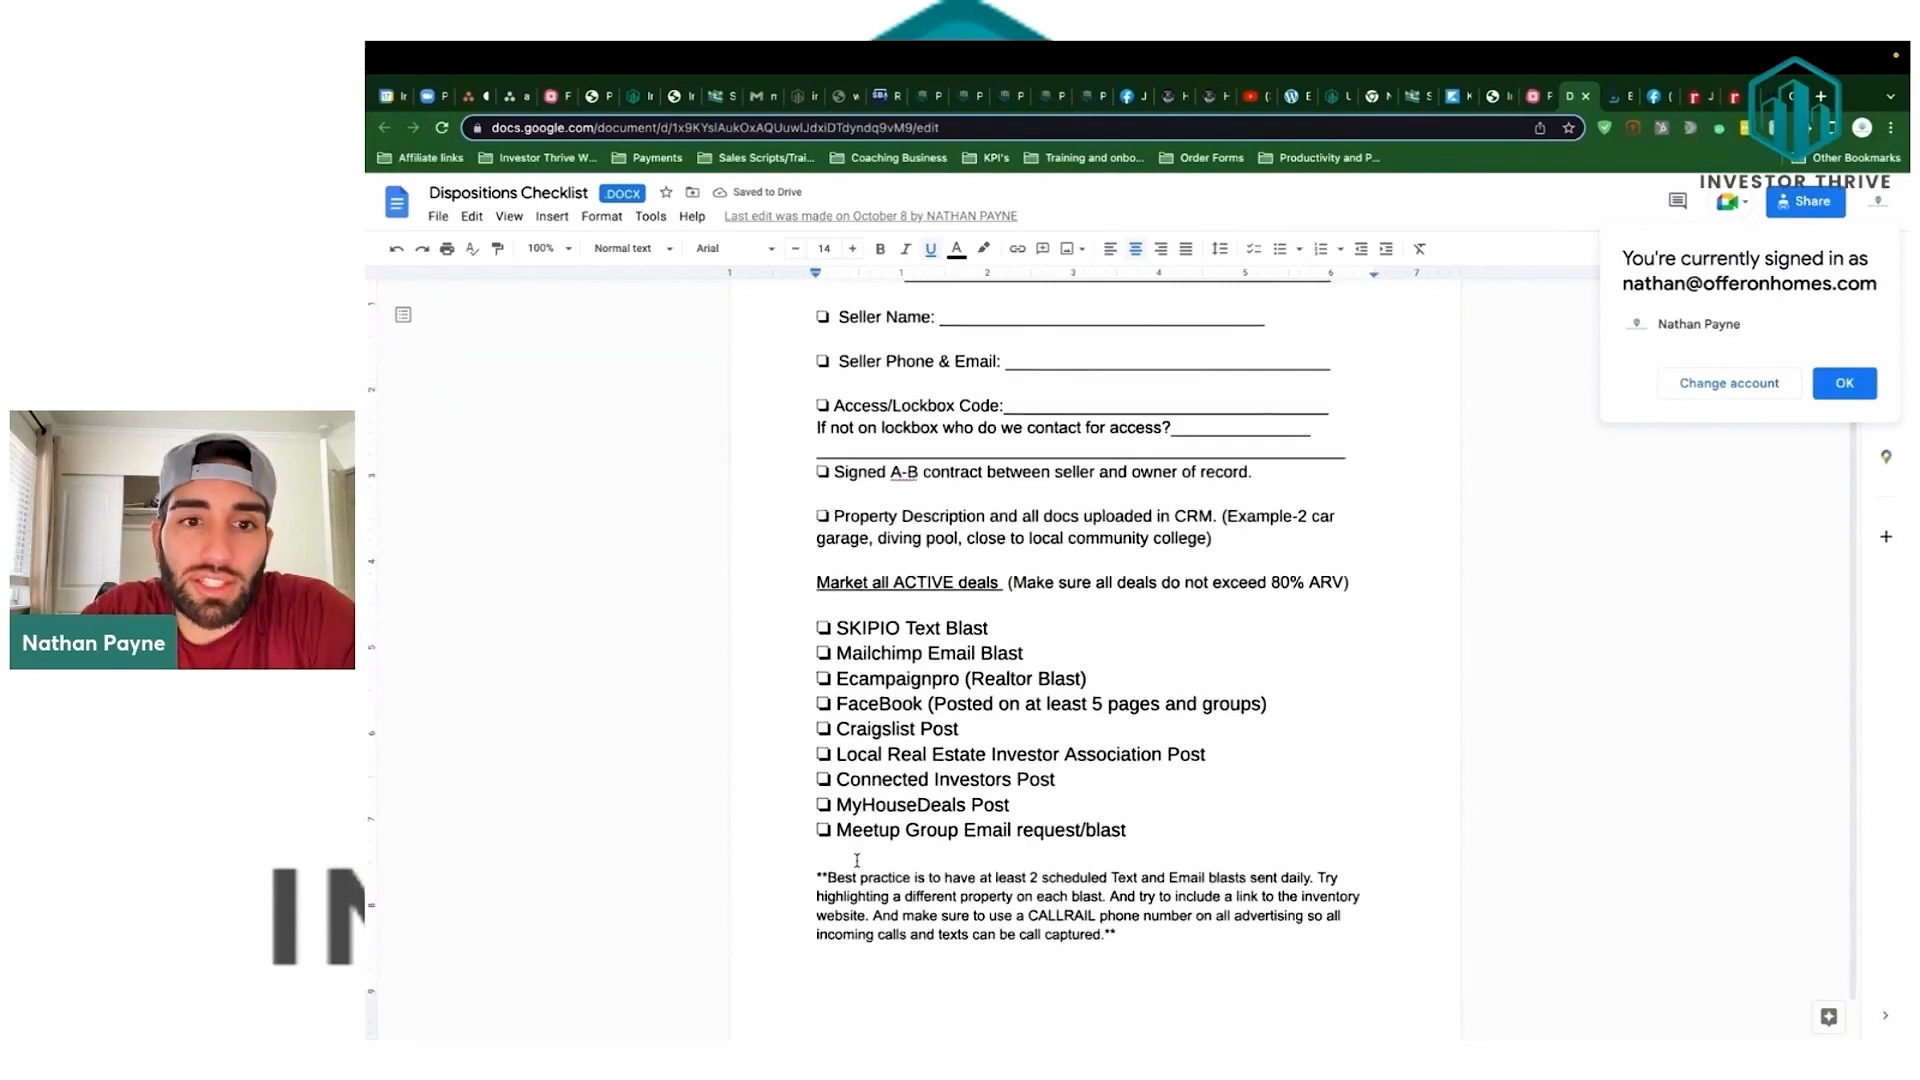 docs.google.com/document/d/1x9KYsIAukOxAQUuwIJdxiDTdyndq9vM9/edit
Affiliate links
Investor Thrive W...
Payments
Sales Scripts/Trai...
Coaching Business
KPI's
Training and onbo...
Order Forms
Productivity and P...
Other Bookmarks
INVESTOR THRIVE
Dispositions Checklist
.DOCX
Saved to Drive
File Edit View Insert Format Tools Help
Last edit was made on October 8 by NATHAN PAYNE
Share
100%
Normal text
Arial
14
You're currently signed in as
nathan@offeronhomes.com
Nathan Payne
Change account
OK
❏ Seller Name: ________________
❏ Seller Phone & Email: ________________
❏ Access/Lockbox Code:________________
If not on lockbox who do we contact for access?________________
❏ Signed A-B contract between seller and owner of record.
❏ Property Description and all docs uploaded in CRM. (Example-2 car
garage, diving pool, close to local community college)
Market all ACTIVE deals (Make sure all deals do not exceed 80% ARV)
❏ SKIPIO Text Blast
❏ Mailchimp Email Blast
❏ Ecampaignpro (Realtor Blast)
❏ FaceBook (Posted on at least 5 pages and groups)
❏ Craigslist Post
❏ Local Real Estate Investor Association Post
❏ Connected Investors Post
❏ MyHouseDeals Post
❏ Meetup Group Email request/blast
**Best practice is to have at least 2 scheduled Text and Email blasts sent daily. Try
highlighting a different property on each blast. And try to include a link to the inventory
website. And make sure to use a CALLRAIL phone number on all advertising so all
incoming calls and texts can be call captured.**
Nathan Payne